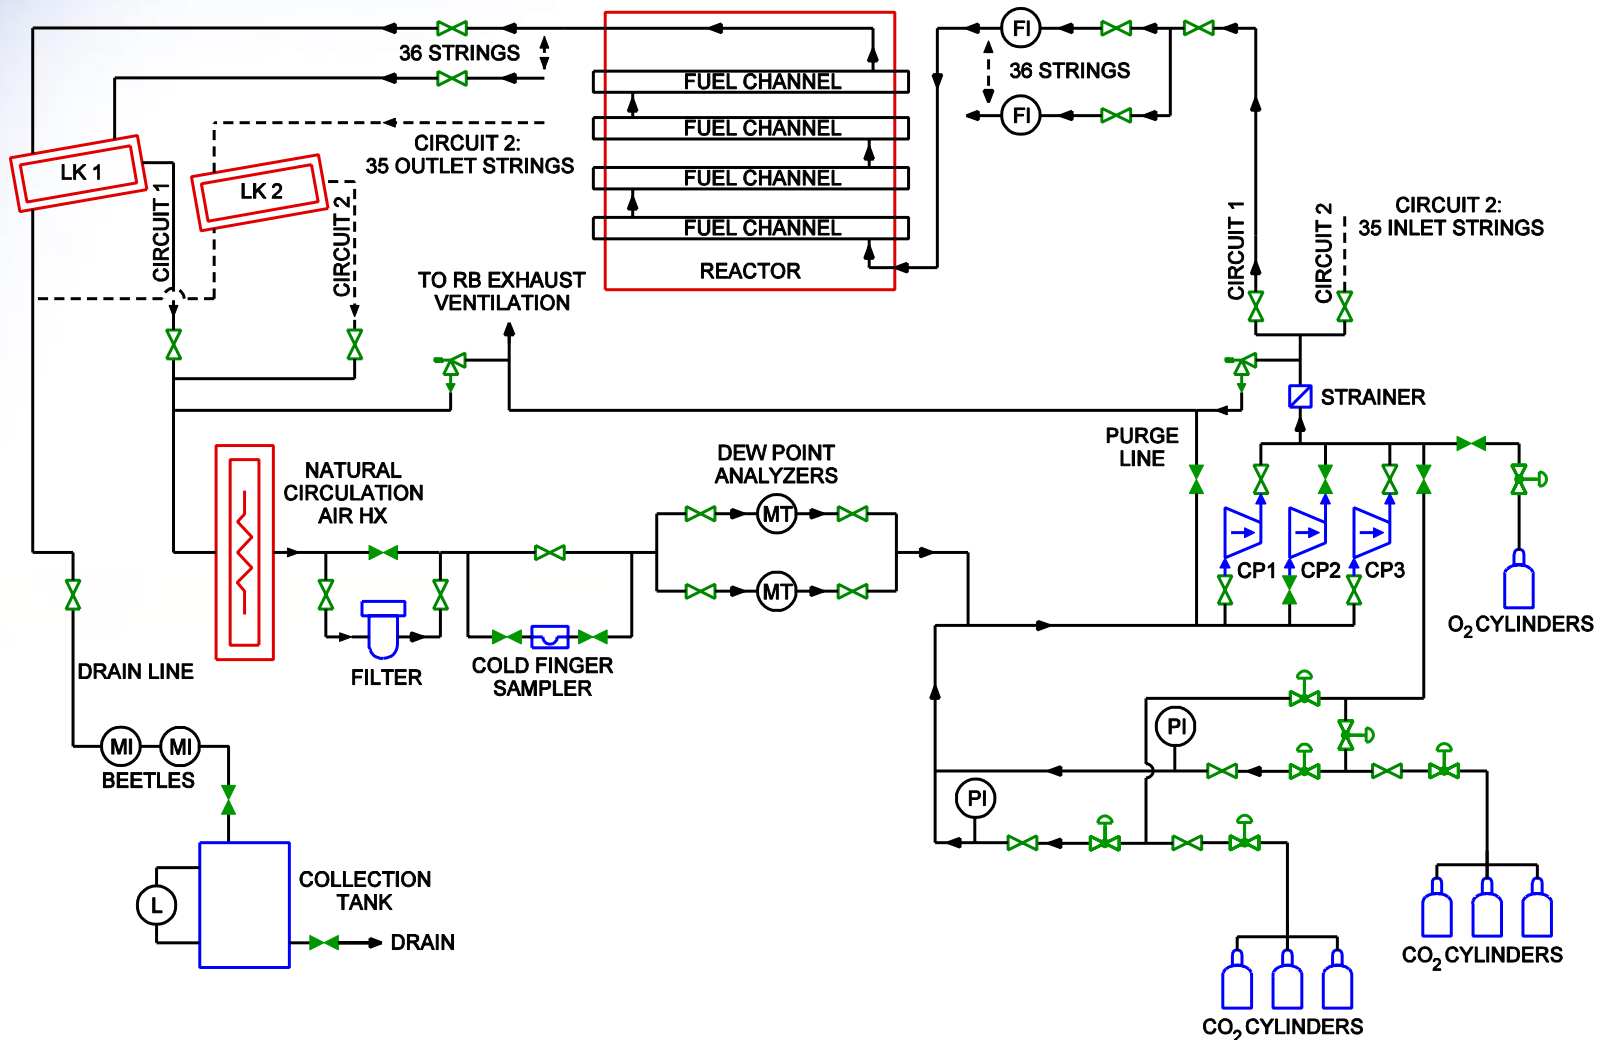 36 STRINGS
FUEL CHANNEL
FUEL CHANNEL
FUEL CHANNEL
FUEL CHANNEL
REACTOR
FI
36 STRINGS
FI
LK 1
LK 2
CIRCUIT 1
CIRCUIT 2
CIRCUIT 2:
35 OUTLET STRINGS
TO RB EXHAUST
VENTILATION
CIRCUIT 1
CIRCUIT 2
CIRCUIT 2:
35 INLET STRINGS
STRAINER
PURGE
LINE
NATURAL
CIRCULATION
AIR HX
DEW POINT
ANALYZERS
MT
MT
CP1
CP2
CP3
O2 CYLINDERS
FILTER
COLD FINGER
SAMPLER
DRAIN LINE
MI
MI
BEETLES
PI
PI
COLLECTION
TANK
L
DRAIN
CO2 CYLINDERS
CO2 CYLINDERS